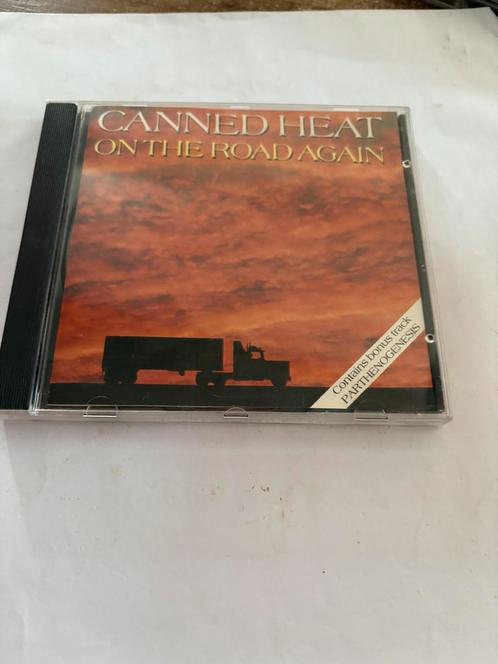 CANNED HEAT
ON THE ROAD AGAIN
Contains bonus track
PARTHENOGENESIS